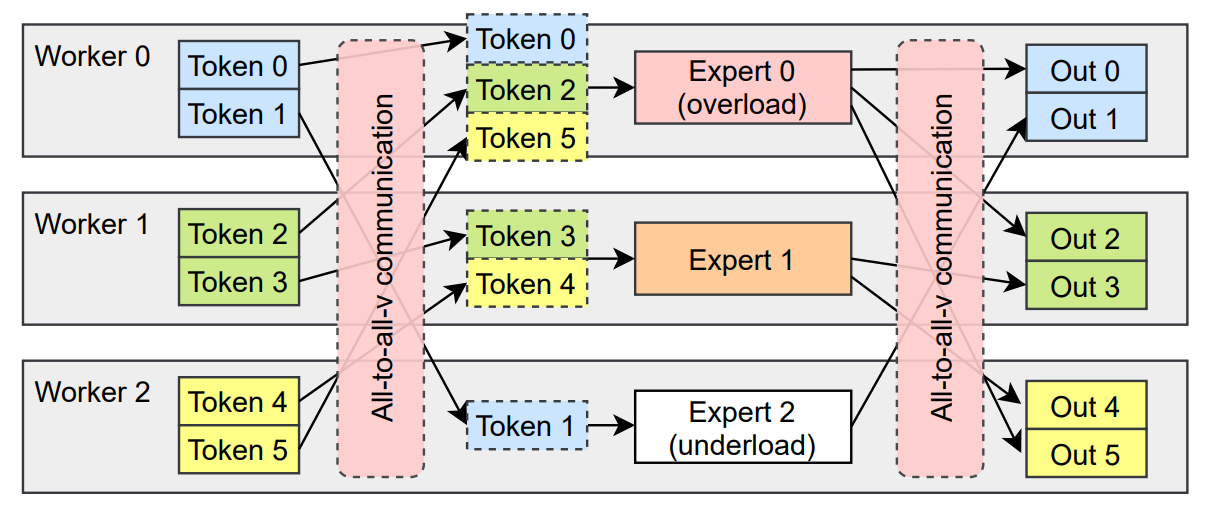 Worker 0
Token 0
Token 1
Token 0
Token 2
Token 5
Expert 0
(overload)
Out 0
Out 1
Worker 1
Token 2
Token 3
Token 3
Token 4
Expert 1
Out 2
Out 3
Worker 2
Token 4
Token 5
Token 1
Expert 2
(underload)
Out 4
Out 5
All-to-all-v communication
All-to-all-v communication